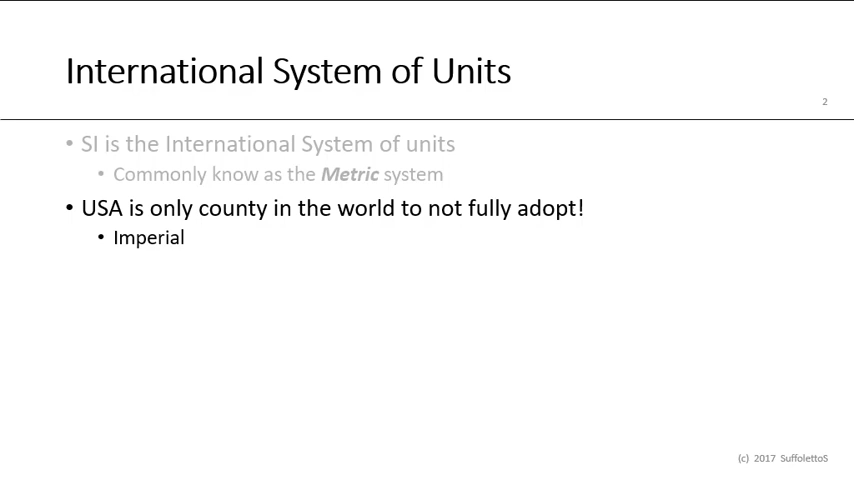 International System of Units
2
• SI is the International System of units
• Commonly know as the Metric system
• USA is only county in the world to not fully adopt!
• Imperial
(c) 2017 SuffolettoS